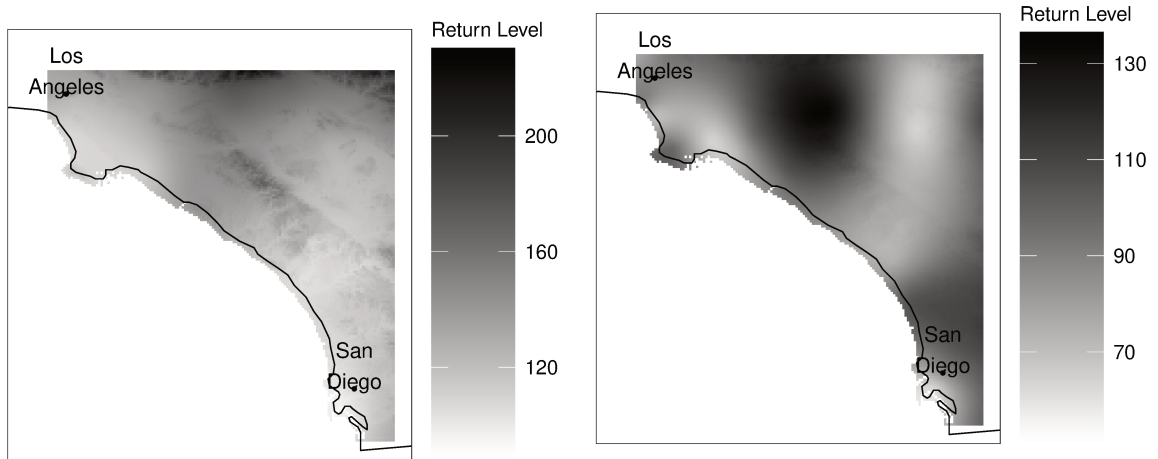 Return Level
Los
Angeles
200
160
San
120
Diego
Return Level
Los
130
Angeles
110
90
San
70
Diego